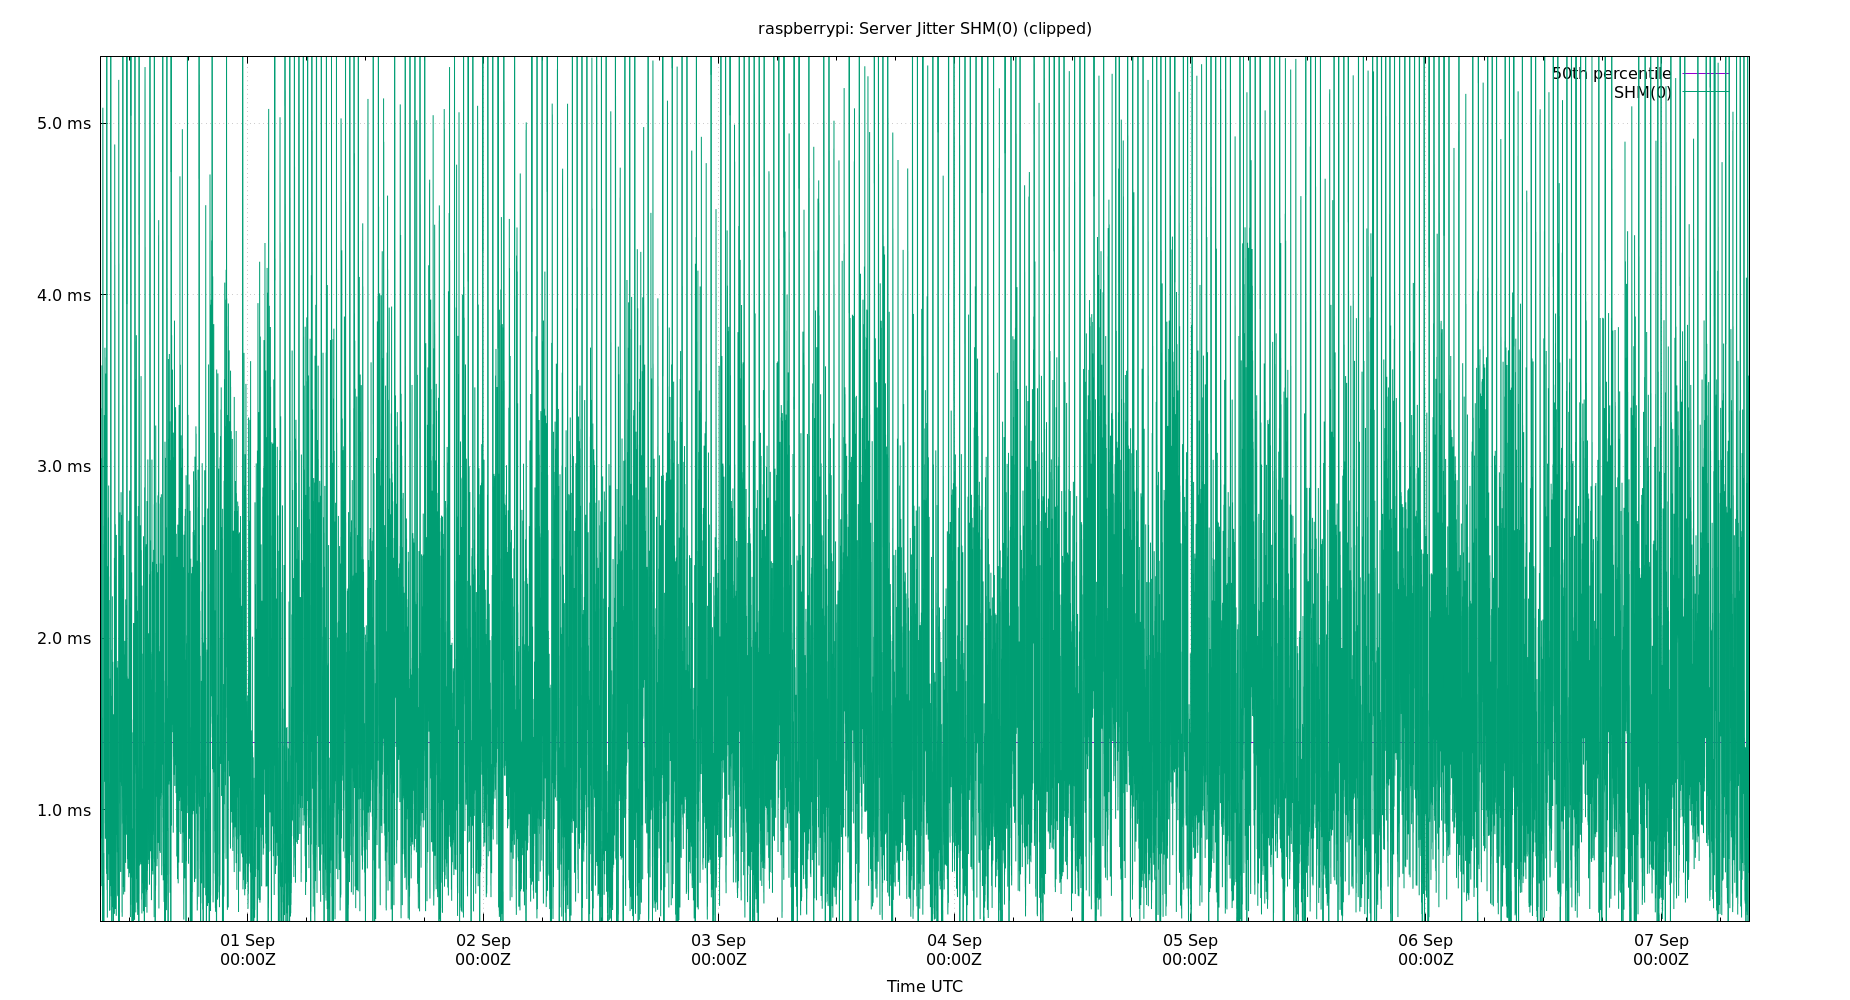 raspberrypi: Server Jitter SHM(0) (clipped)
50th percentile
SHM(0)
5.0 ms
4.0 ms
3.0 ms
2.0 ms
1.0 ms
01 Sep 02 Sep 03 Sep 04 Sep 05 Sep 06 Sep 07 Sep
00:00Z 00:00Z 00:00Z 00:00Z 00:00Z 00:00Z 00:00Z
Time UTC